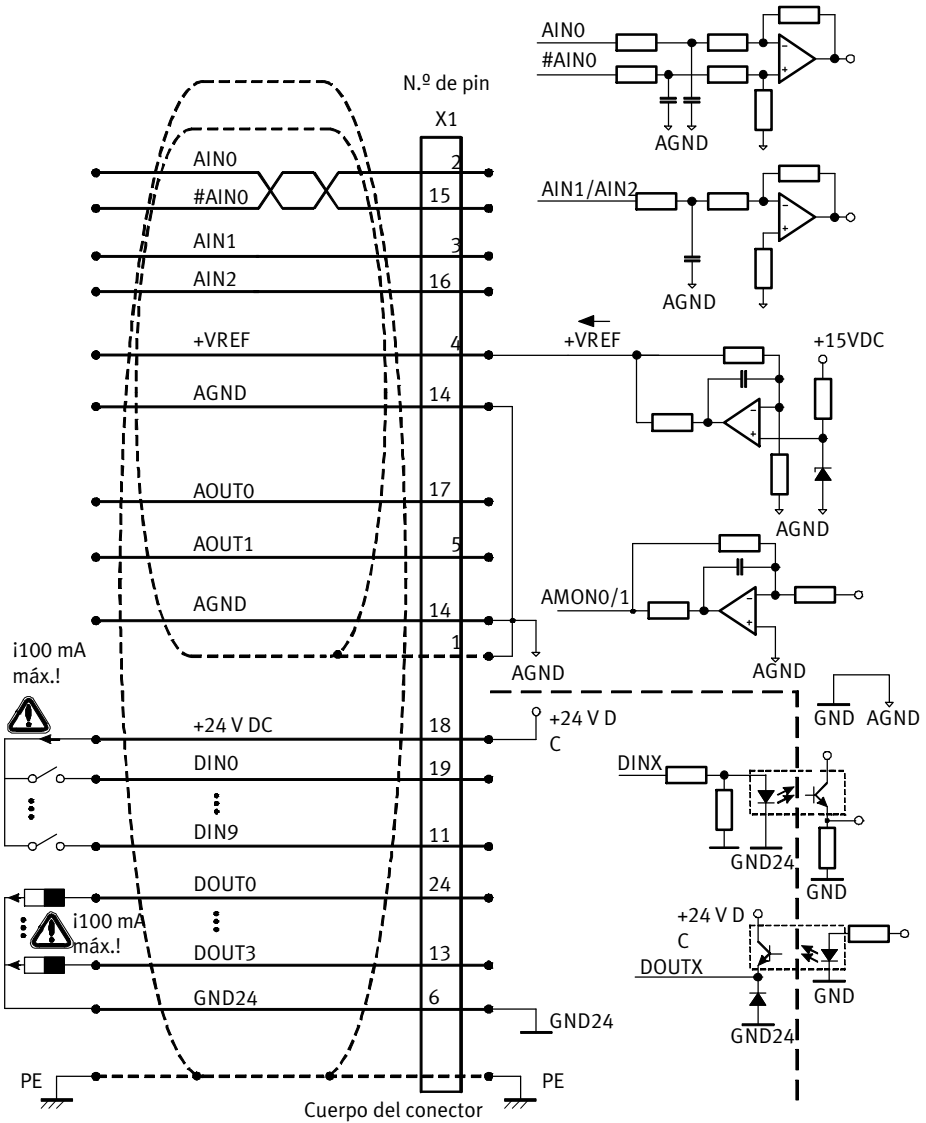 N.º de pin
X1
AIN0 2
#AIN0 15
AIN1 3
AIN2 16
+VREF 4
AGND 14
AOUT0 17
AOUT1 5
AGND 14
1
AGND
¡100 mA
máx.!
+24 V DC 18
+24 V D
C
DIN0 19
DIN9 11
DOUT0 24
¡100 mA
máx.!
DOUT3 13
GND24 6
GND24
PE
PE
Cuerpo del conector
AIN0
#AIN0
AGND
-
+
AIN1/AIN2
AGND
-
+
+VREF
+15VDC
-
+
AGND
AMON0/1
-
+
AGND
GND AGND
DINX
GND24
GND
+24 V D
C
DOUTX
GND
GND24